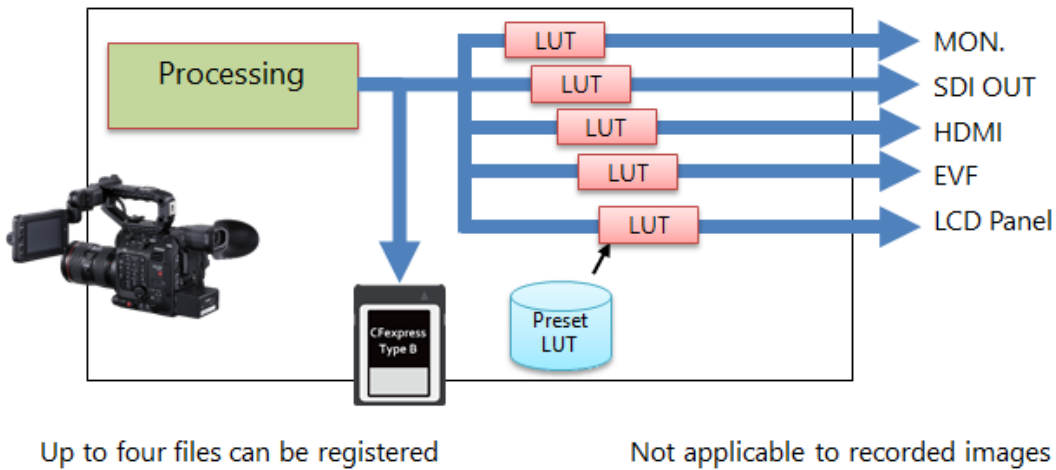 Processing
LUT
MON.
LUT
SDI OUT
LUT
HDMI
LUT
EVF
LUT
LCD Panel
CFexpress
Type B
Preset
LUT
Up to four files can be registered
Not applicable to recorded images